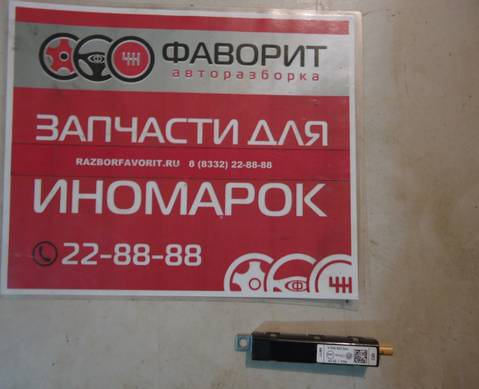 ФАВОРИТ
авторазборка
ЗАПЧАСТИ ДЛЯ
RAZBORFAVORIT.RU 8 (8332) 22-88-88
ИНОМАРОК
22-88-88